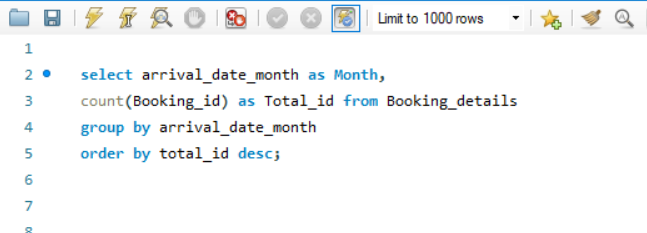 Limit to 1000 rows
1
2 select arrival_date_month as Month,
3 count(Booking_id) as Total_id from Booking_details
4 group by arrival_date_month
5 order by total_id desc;
6
7
8